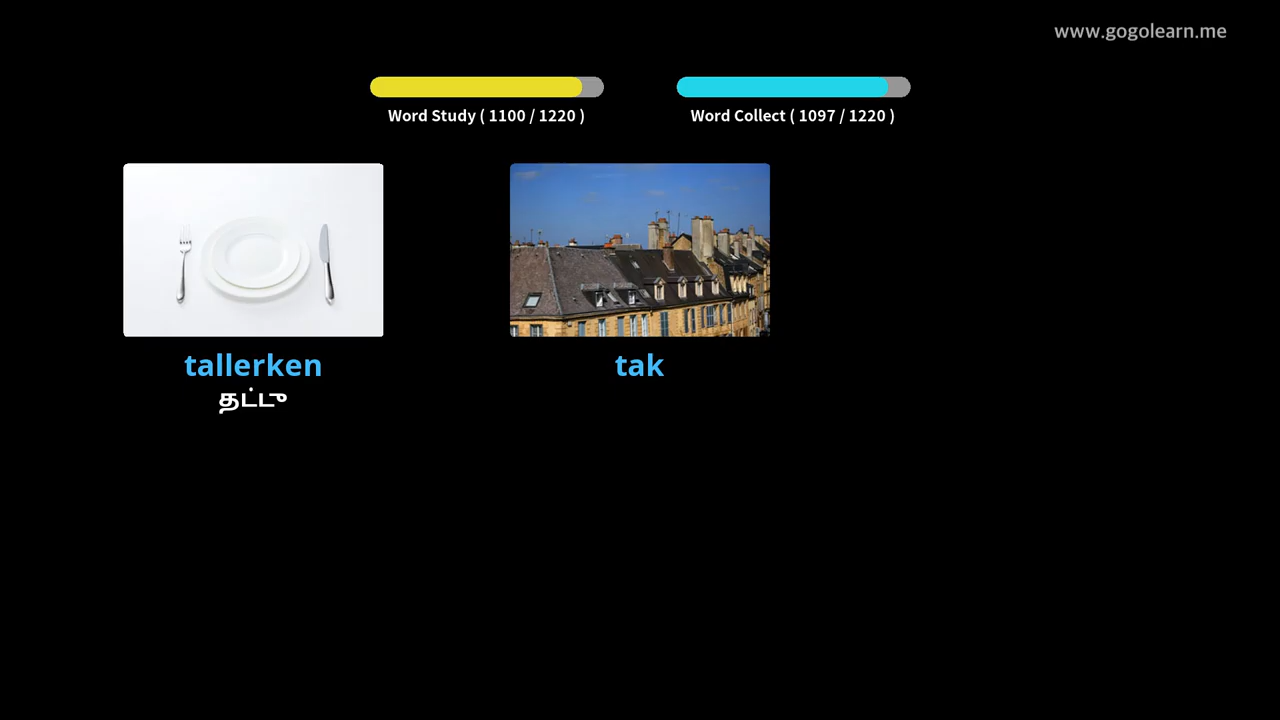 www.gogolearn.me
Word Study ( 1100 / 1220 )
Word Collect ( 1097 / 1220 )
tallerken
தட்டு
tak